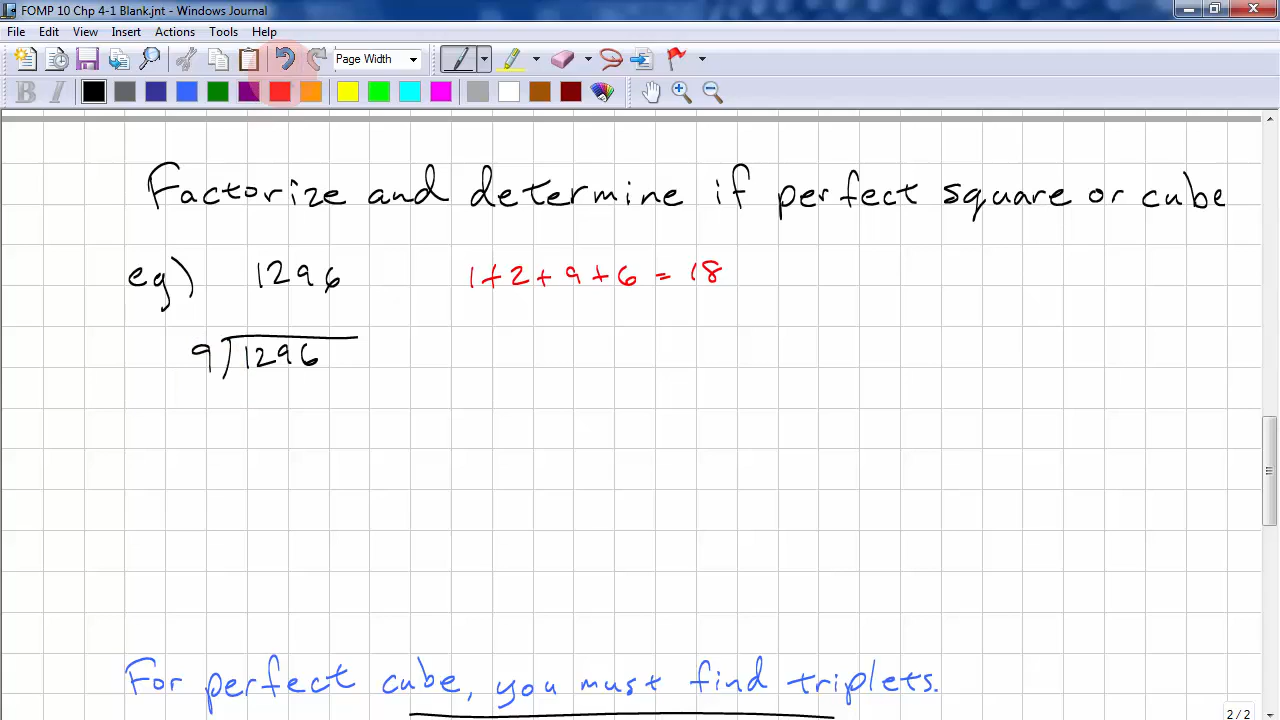 FOMP 10 Chp 4-1 Blank.jnt - Windows Journal
File Edit View Insert Actions Tools Help
Page Width
B I
Factorize and determine if perfect square or cube
eg) 1296 1+2+9+6 = 18
9)1296
For perfect cube, you must find triplets.
2/2